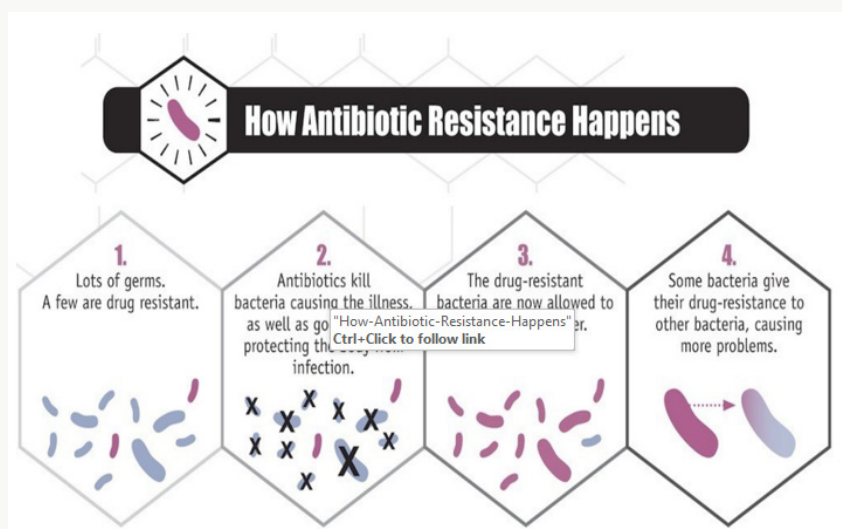 How Antibiotic Resistance Happens
1.
Lots of germs.
A few are drug resistant.
2.
Antibiotics kill
bacteria causing the illness,
as well as go
protecting the
infection.
3.
The drug-resistant
bacteria are now allowed to
4.
Some bacteria give
their drug-resistance to
other bacteria, causing
more problems.
"How-Antibiotic-Resistance-Happens"
Ctrl+Click to follow link
X
X
X
X
X
X
X
X
X
X